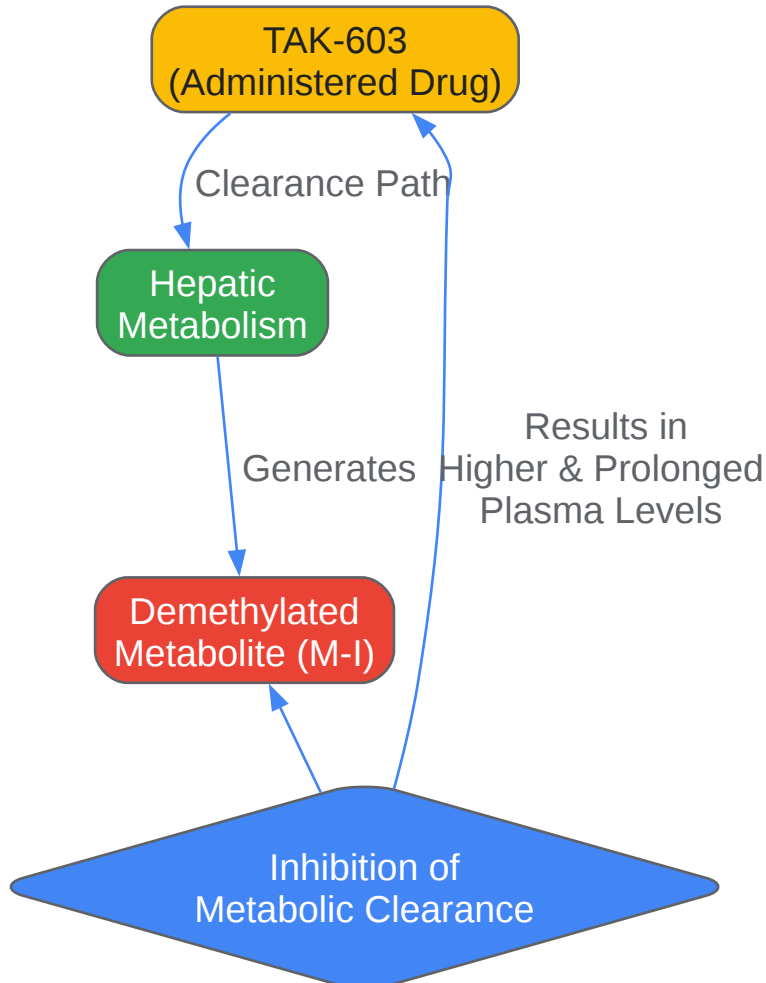 TAK-603
(Administered Drug)
Clearance Path
Hepatic
Metabolism
Results in
Higher & Prolonged
Plasma Levels
Generates
Demethylated
Metabolite (M-I)
Inhibition of
Metabolic Clearance